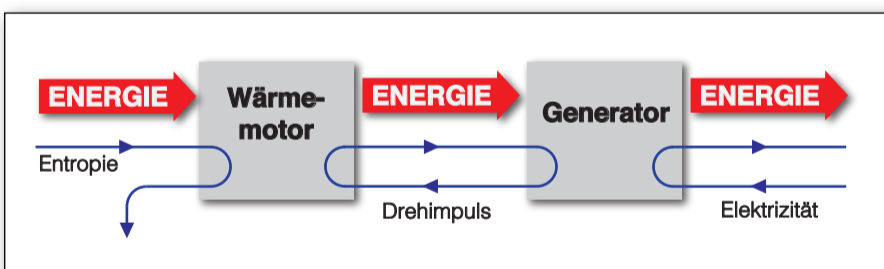 ENERGIE
Wärme-
motor
ENERGIE
Generator
ENERGIE
Entropie
Drehimpuls
Elektrizität